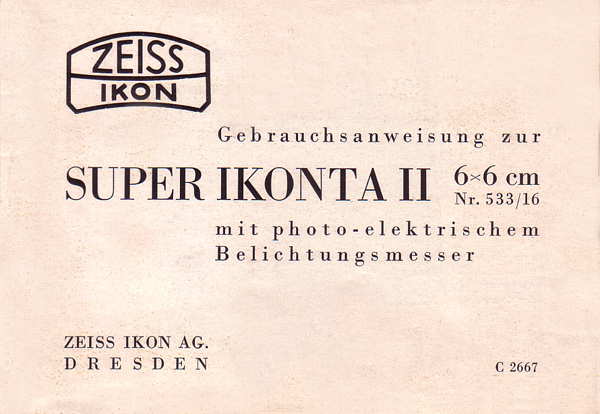 ZEISS
IKON
Gebrauchsanweisung zur
SUPER IKONTA II 6×6 cm
Nr. 533/16
mit photo-elektrischem
Belichtungsmesser
ZEISS IKON AG.
DRESDEN
C 2667